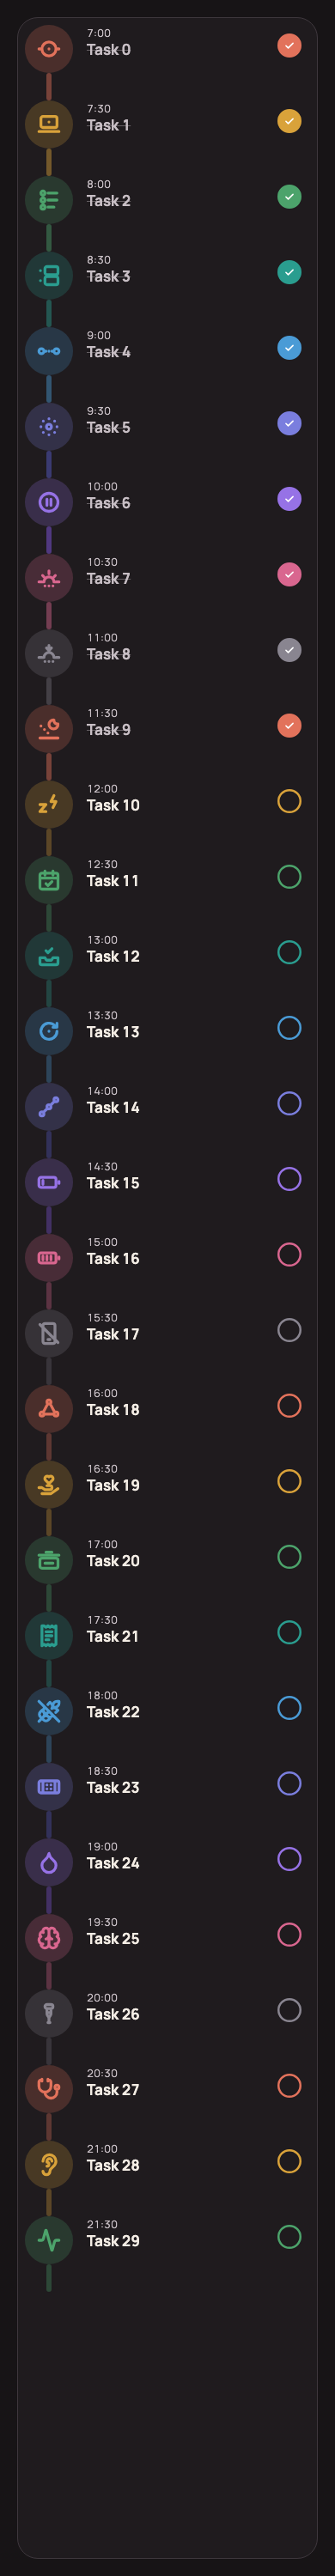 7:00
Task 0
7:30
Task 1
8:00
Task 2
8:30
Task 3
9:00
Task 4
9:30
Task 5
10:00
Task 6
10:30
Task 7
11:00
Task 8
11:30
Task 9
12:00
Task 10
12:30
Task 11
13:00
Task 12
13:30
Task 13
14:00
Task 14
14:30
Task 15
15:00
Task 16
15:30
Task 17
16:00
Task 18
16:30
Task 19
17:00
Task 20
17:30
Task 21
18:00
Task 22
18:30
Task 23
19:00
Task 24
19:30
Task 25
20:00
Task 26
20:30
Task 27
21:00
Task 28
21:30
Task 29